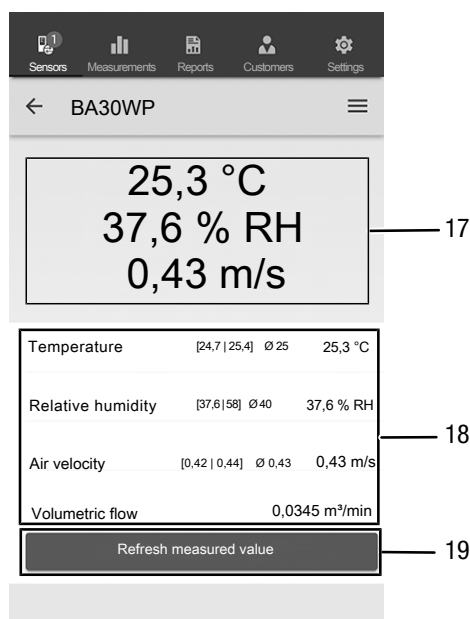 1
Sensors Measurements Reports Customers Settings
BA30WP
25,3 °C
37,6 % RH
0,43 m/s
17
Temperature [24,7 | 25,4] Ø 25 25,3 °C
Relative humidity [37,6|58] Ø 40 37,6 % RH
18
Air velocity [0,42 | 0,44] Ø 0,43 0,43 m/s
Volumetric flow 0,0345 m³/min
Refresh measured value 19